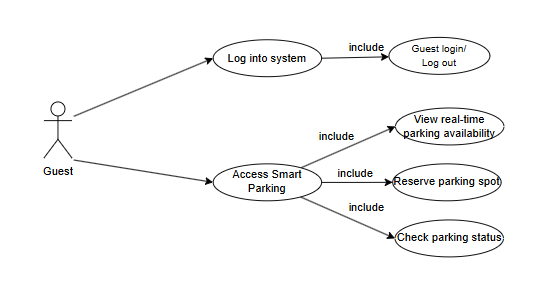 Log into system
include
Guest login/
Log out
Guest
Access Smart
Parking
include
View real-time
parking availability
include
Reserve parking spot
include
Check parking status